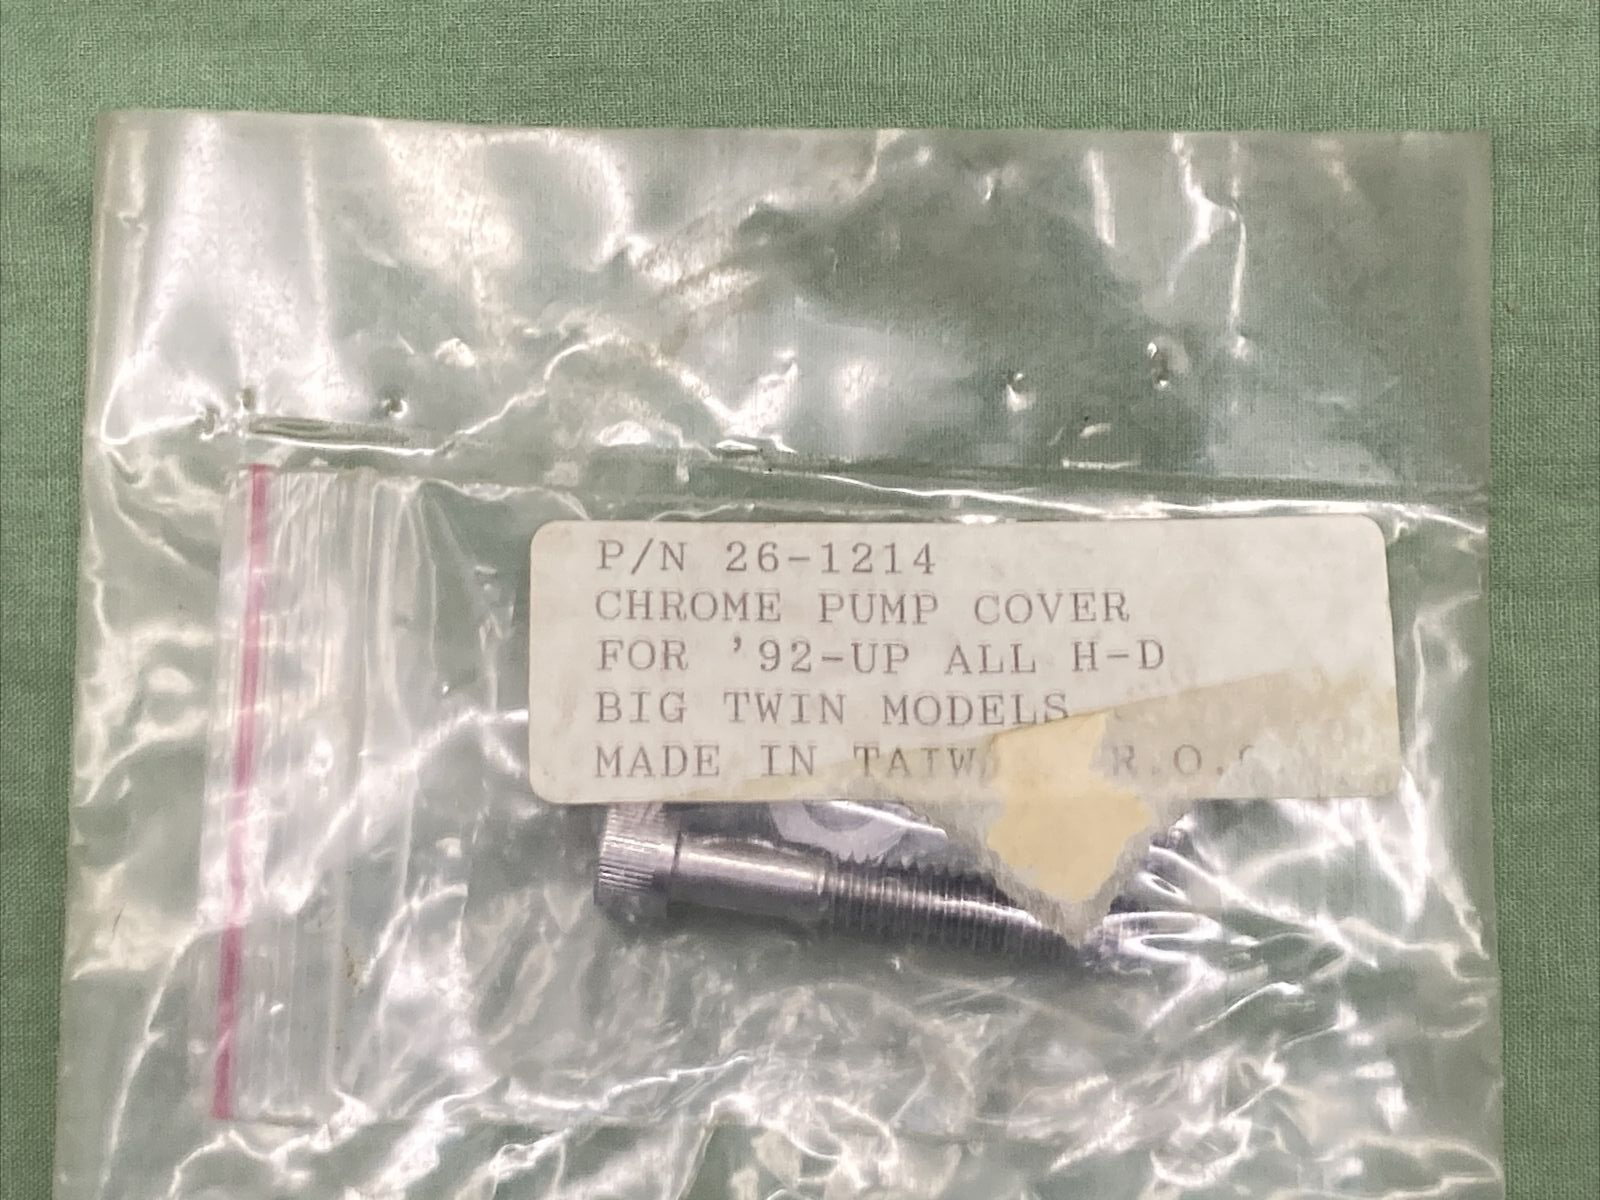 P/N 26-1214
CHROME PUMP COVER
FOR '92-UP ALL H-D
BIG TWIN MODELS
MADE IN